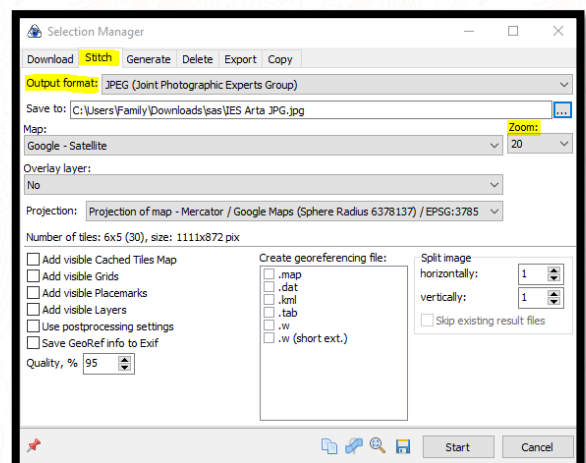 Selection Manager
Download Stitch Generate Delete Export Copy
Output format: JPEG (Joint Photographic Experts Group)
Save to: C:\Users\Family\Downloads\sas\IES Arta JPG.jpg ...
Map: Zoom:
Google - Satellite 20
Overlay layer:
No
Projection: Projection of map - Mercator / Google Maps (Sphere Radius 6378137) / EPSG:3785
Number of tiles: 6x5 (30), size: 1111x872 pix
Add visible Cached Tiles Map
Add visible Grids
Add visible Placemarks
Add visible Layers
Use postprocessing settings
Save GeoRef info to Exif
Quality, % 95
Create georeferencing file:
.map
.dat
.kml
.tab
.w
.w (short ext.)
Split image
horizontally: 1
vertically: 1
Skip existing result files
Start Cancel